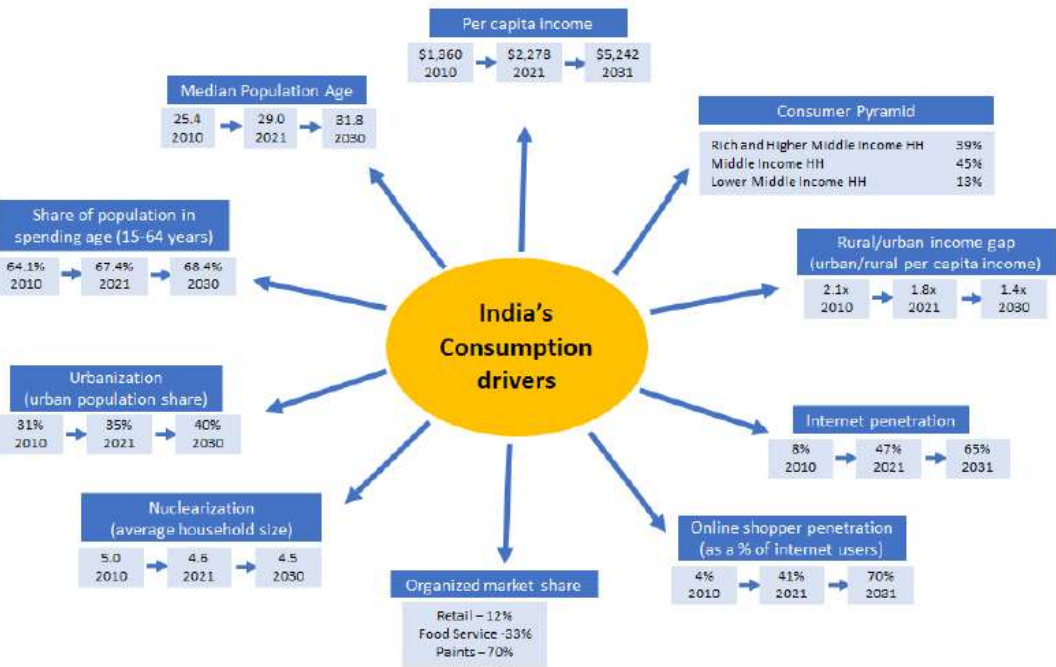 Per capita income
$1,360
2010
$2,278
2021
$5,242
2031
Median Population Age
25.4
2010
29.0
2021
31.8
2030
Consumer Pyramid
Rich and Higher Middle Income HH 39%
Middle Income HH 45%
Lower Middle Income HH 13%
Share of population in
spending age (15-64 years)
64.1%
2010
67.4%
2021
68.4%
2030
Rural/urban income gap
(urban/rural per capita income)
2.1x
2010
1.8x
2021
1.4x
2030
India's
Consumption
drivers
Urbanization
(urban population share)
31%
2010
35%
2021
40%
2030
Internet penetration
8%
2010
47%
2021
65%
2031
Nuclearization
(average household size)
5.0
2010
4.6
2021
4.5
2030
Online shopper penetration
(as a % of internet users)
4%
2010
41%
2021
70%
2031
Organized market share
Retail – 12%
Food Service -33%
Paints – 70%